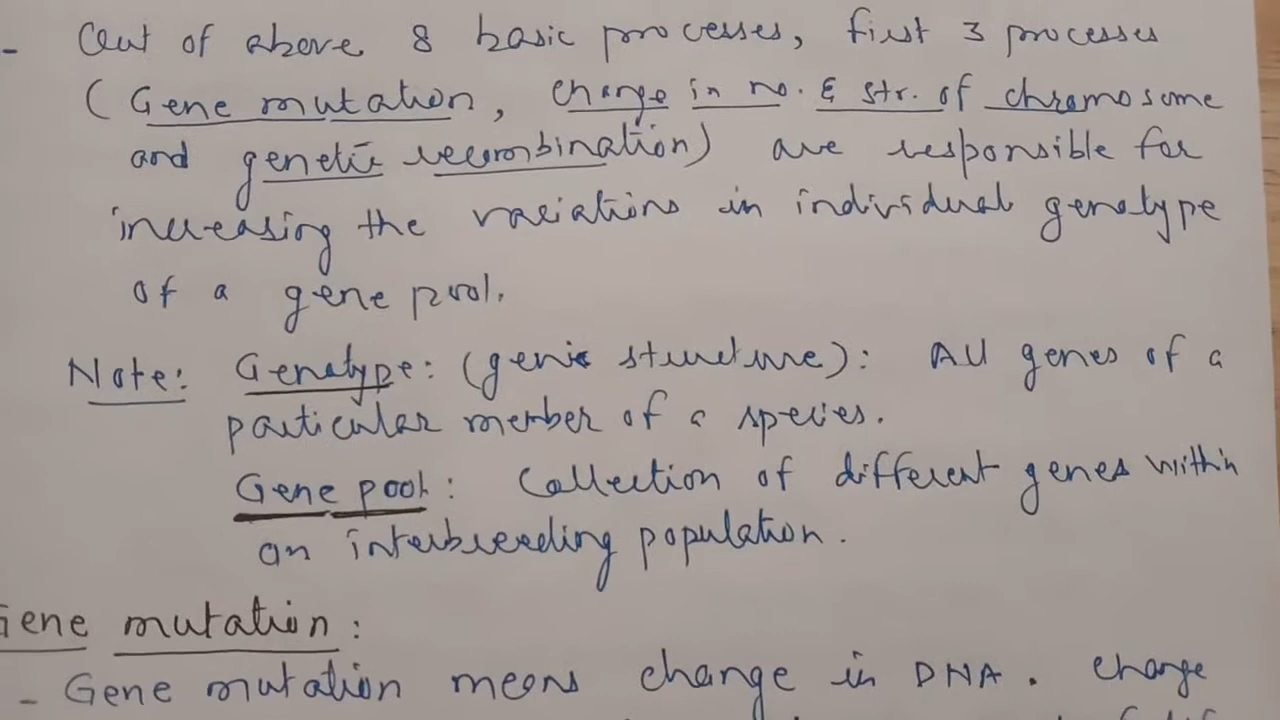 - Out of above 8 basic processes, first 3 processes
(Gene mutation, change in no. & str. of chromosome
and genetic recombination) are responsible for
increasing the variations in individual genotype
of a gene pool.
Note: Genotype: (genic structure): All genes of a
particular member of a species.
Gene pool: Collection of different genes within
an interbreeding population.
Gene mutation:
- Gene mutation means change in DNA. Change